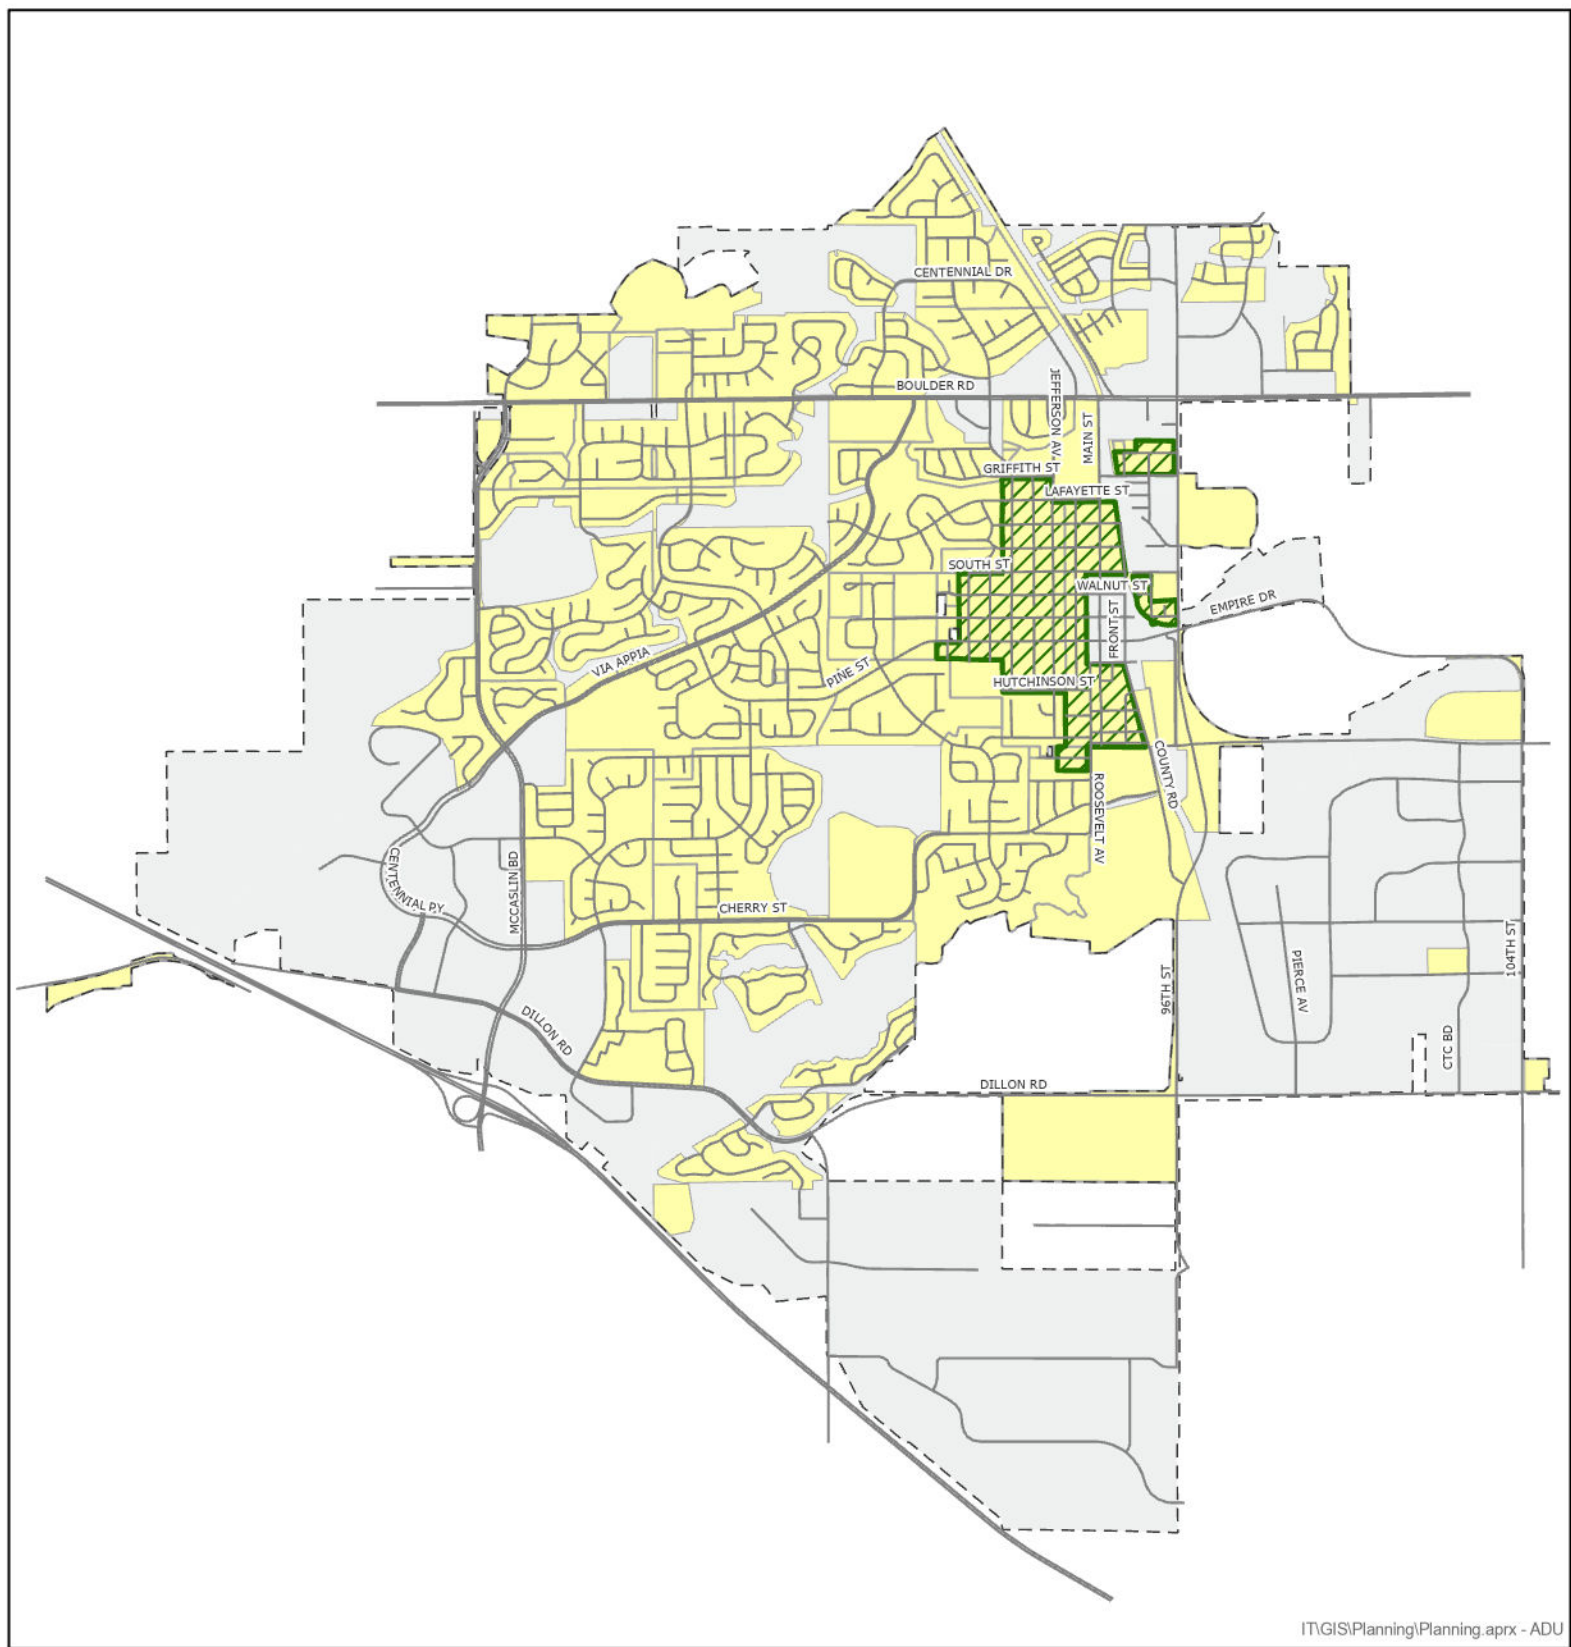 CENTENNIAL DR
BOULDER RD
JEFFERSON AV
MAIN ST
GRIFFITH ST
LAFAYETTE ST
SOUTH ST
WALNUT ST
EMPIRE DR
FRONT ST
VIA APPIA
PINE ST
HUTCHINSON ST
COUNTY RD
ROOSEVELT AV
CENTENNIAL PY
MCCASLIN BD
CHERRY ST
96TH ST
PIERCE AV
104TH ST
DILLON RD
CTC BD
DILLON RD
IT\GIS\Planning\Planning.aprx - ADU